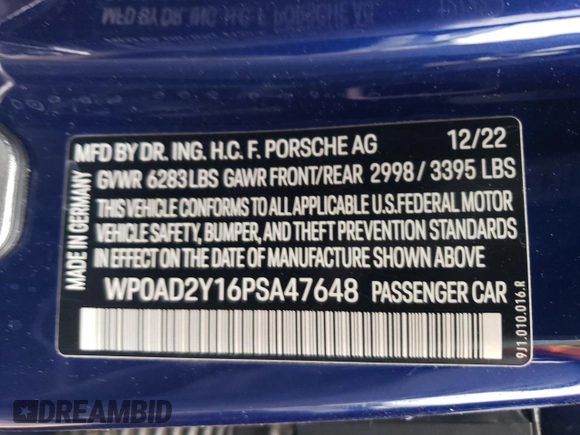 MFD BY DR. ING. H.C. F. PORSCHE AG 12/22
GVWR 6283 LBS GAWR FRONT/REAR 2998 / 3395 LBS
THIS VEHICLE CONFORMS TO ALL APPLICABLE U.S. FEDERAL MOTOR
VEHICLE SAFETY, BUMPER, AND THEFT PREVENTION STANDARDS
IN EFFECT ON THE DATE OF MANUFACTURE SHOWN ABOVE
WP0AD2Y16PSA47648 PASSENGER CAR
MADE IN GERMANY
9J1.010.016.R
DREAMBID